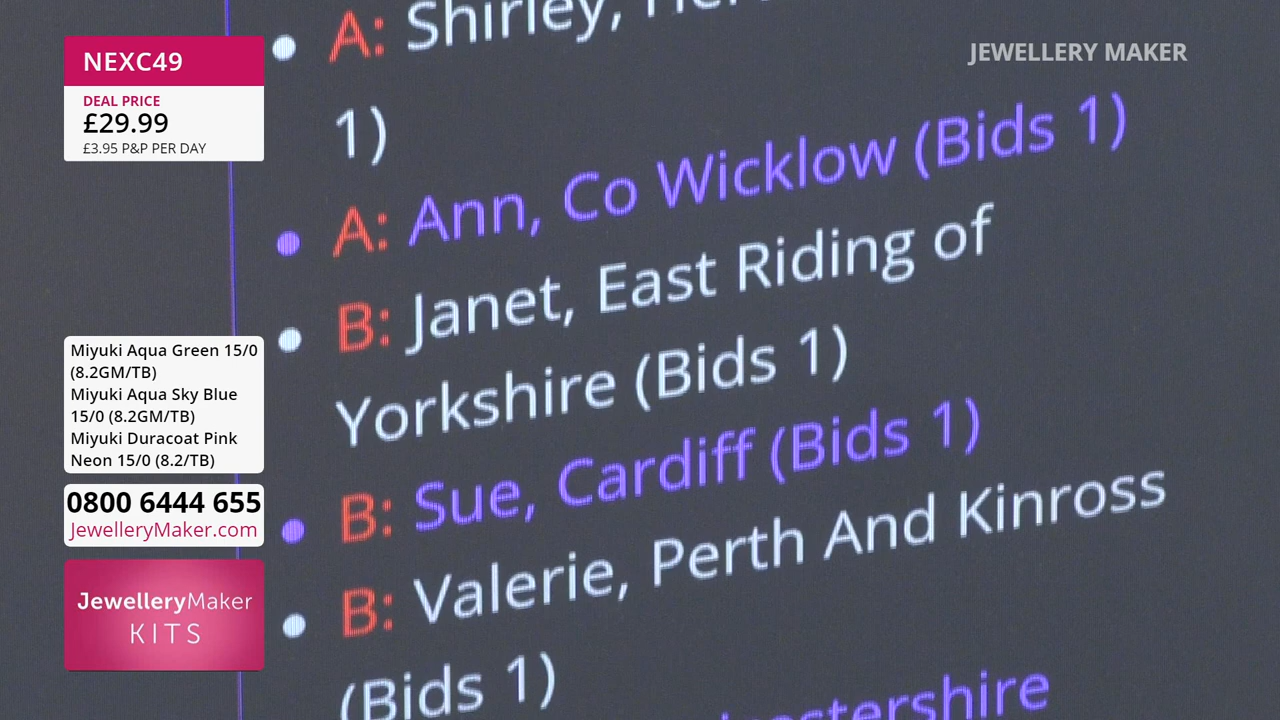 NEXC49
DEAL PRICE
£29.99
£3.95 P&P PER DAY
JEWELLERY MAKER
A: Shirley,
1)
A: Ann, Co Wicklow (Bids 1)
B: Janet, East Riding of
Yorkshire (Bids 1)
B: Sue, Cardiff (Bids 1)
B: Valerie, Perth And Kinross
(Bids 1)
Miyuki Aqua Green 15/0
(8.2GM/TB)
Miyuki Aqua Sky Blue
15/0 (8.2GM/TB)
Miyuki Duracoat Pink
Neon 15/0 (8.2/TB)
0800 6444 655
JewelleryMaker.com
JewelleryMaker
KITS